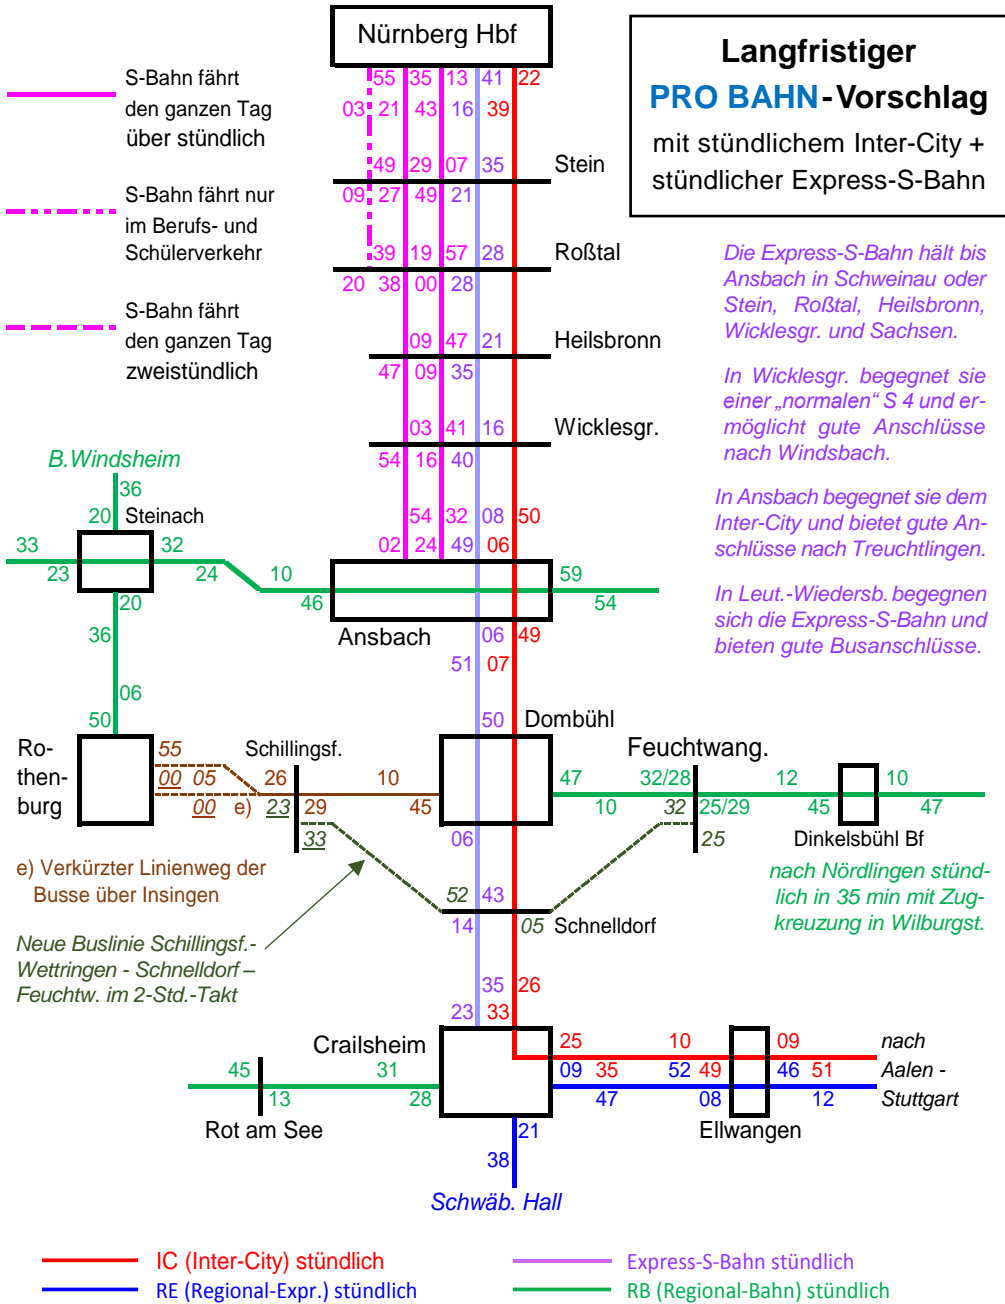 Nürnberg Hbf
Langfristiger
PRO BAHN-Vorschlag
mit stündlichem Inter-City +
stündlicher Express-S-Bahn
S-Bahn fährt
den ganzen Tag
über stündlich
S-Bahn fährt nur
im Berufs- und
Schülerverkehr
S-Bahn fährt
den ganzen Tag
zweistündlich
55 35 13 41 22
03 21 43 16 39
49 29 07 35 Stein
09 27 49 21
39 19 57 28 Roßtal
20 38 00 28
09 47 21 Heilsbronn
47 09 35
03 41 16 Wicklesgr.
54 16 40
54 32 08 50
02 24 49 06
Die Express-S-Bahn hält bis
Ansbach in Schweinau oder
Stein, Roßtal, Heilsbronn,
Wicklesgr. und Sachsen.
In Wicklesgr. begegnet sie
einer „normalen“ S 4 und er-
möglicht gute Anschlüsse
nach Windsbach.
In Ansbach begegnet sie dem
Inter-City und bietet gute An-
schlüsse nach Treuchtlingen.
In Leut.-Wiedersb. begegnen
sich die Express-S-Bahn und
bieten gute Busanschlüsse.
B.Windsheim
36
20 Steinach
33 32
23 24
10 59
46 54
20
36
Ansbach 06 49
51 07
06
50
50 Dombühl
Ro-
then-
burg
55
00 05
00 e)
Schillingsf.
26 10
23 29 45
33
Feuchtwang.
47 32/28 12 10
10 32 25/29 45 47
25
Dinkelsbühl Bf
06
e) Verkürzter Linienweg der
Busse über Insingen
nach Nördlingen stünd-
lich in 35 min mit Zug-
kreuzung in Wilburgst.
52 43
14 05 Schnelldorf
Neue Buslinie Schillingsf.-
Wettringen - Schnelldorf –
Feuchtw. im 2-Std.-Takt
35 26
23 33
Crailsheim
25 10 09 nach
09 35 52 49 46 51 Aalen -
47 08 12 Stuttgart
45 31
13 28
Rot am See
Ellwangen
21
38
Schwäb. Hall
IC (Inter-City) stündlich
Express-S-Bahn stündlich
RE (Regional-Expr.) stündlich
RB (Regional-Bahn) stündlich